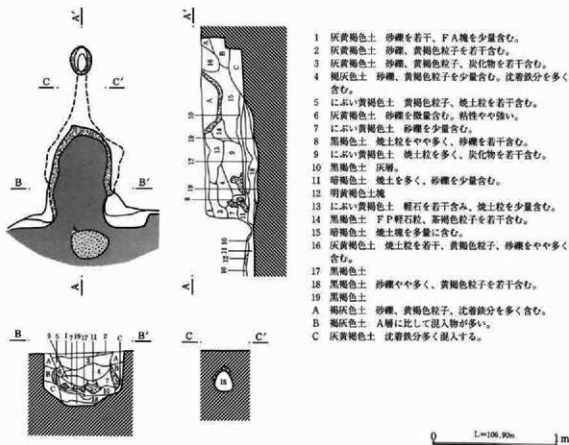 A'
A'
C C'
B B'
A
A
1 灰黄褐色土 砂礫を若干、FA塊を少量含む。
2 灰黄褐色土 砂礫、黄褐色粒子を若干含む。
3 灰黄褐色土 砂礫、黄褐色粒子、炭化物を若干含む。
4 褐灰色土 砂礫、黄褐色粒子を少量含む。沈着鉄分を多く
含む。
5 にぶい黄褐色土 黄褐色粒子、焼土粒を若干含む。
6 灰黄褐色土 砂礫を微量含む。粘性やや強い。
7 にぶい黄褐色土 砂礫を少量含む。
8 黒褐色土 焼土粒をやや多く、砂礫を若干含む。
9 にぶい黄褐色土 焼土粒を多く、炭化物を若干含む。
10 黒褐色土 灰層。
11 暗褐色土 焼土を多く、砂礫を少量含む。
12 明黄褐色土塊
13 にぶい黄褐色土 軽石を若干含み、焼土粒を少量含む。
14 黒褐色土 FP軽石粒、茶褐色粒子を若干含む。
15 暗褐色土 焼土塊を多量に含む。
16 灰黄褐色土 焼土粒を若干、黄褐色粒子、砂礫をやや多く
含む。
17 黒褐色土
18 黒褐色土 砂礫やや多く、黄褐色粒子を若干含む。
19 黒褐色土
A 褐灰色土 砂礫、黄褐色粒子、沈着鉄分を多く含む。
B 褐灰色土 A層に比して混入物が多い。
C 灰黄褐色土 沈着鉄分多く混入する。
B B'
C C'
16
0 L=106.90m 1m